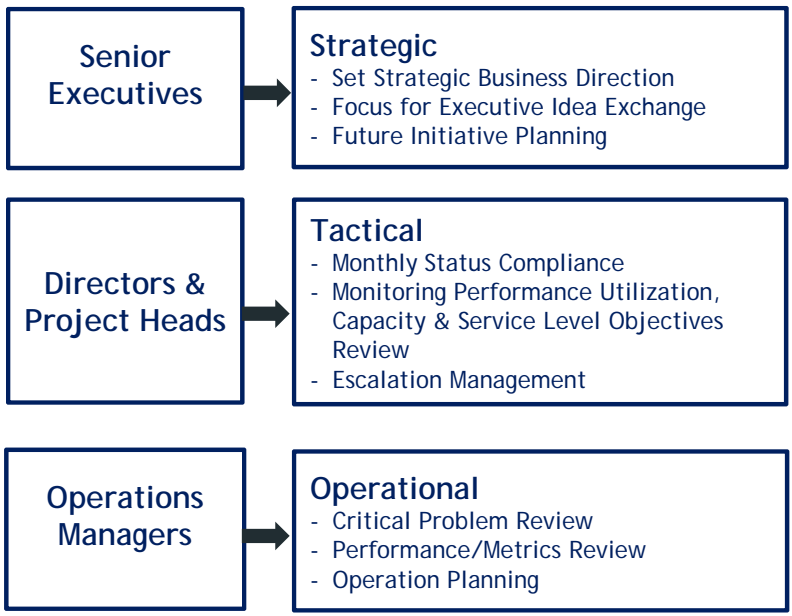 Senior
Executives
Strategic
- Set Strategic Business Direction
- Focus for Executive Idea Exchange
- Future Initiative Planning
Directors &
Project Heads
Tactical
- Monthly Status Compliance
- Monitoring Performance Utilization,
Capacity & Service Level Objectives
Review
- Escalation Management
Operations
Managers
Operational
- Critical Problem Review
- Performance/Metrics Review
- Operation Planning